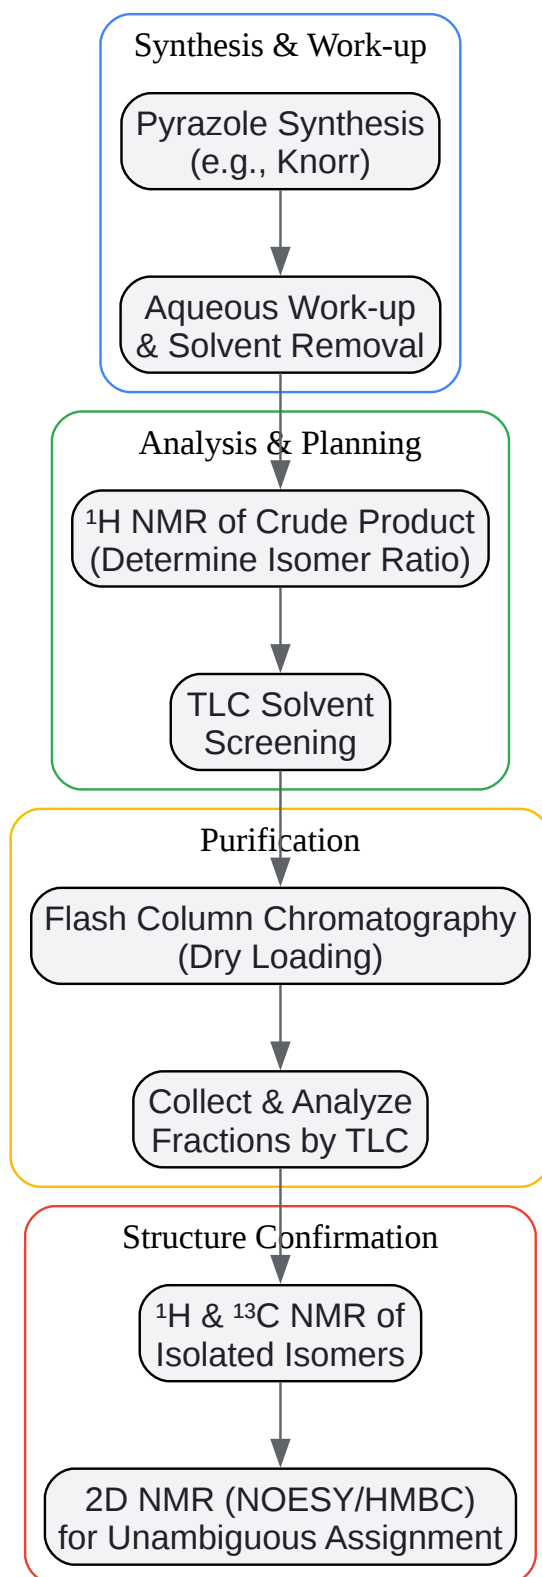 Synthesis & Work-up
Pyrazole Synthesis
(e.g., Knorr)
Aqueous Work-up
& Solvent Removal
Analysis & Planning
¹H NMR of Crude Product
(Determine Isomer Ratio)
TLC Solvent
Screening
Purification
Flash Column Chromatography
(Dry Loading)
Collect & Analyze
Fractions by TLC
Structure Confirmation
¹H & ¹³C NMR of
Isolated Isomers
2D NMR (NOESY/HMBC)
for Unambiguous Assignment